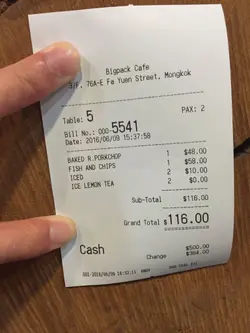 Bigpack Cafe
3/F. 76A-E Fa Yuen Street, Mongkok
Table: 5 PAX: 2
Bill No.: 000-5541
Date: 2016/06/09 15:37:58
BAKED R.PORKCHOP 1 $48.00
FISH AND CHIPS 1 $58.00
ICED 2 $10.00
ICE LEMON TEA 2 $0.00
Sub-Total $116.00
Grand Total $116.00
Cash $500.00
Change $384.00